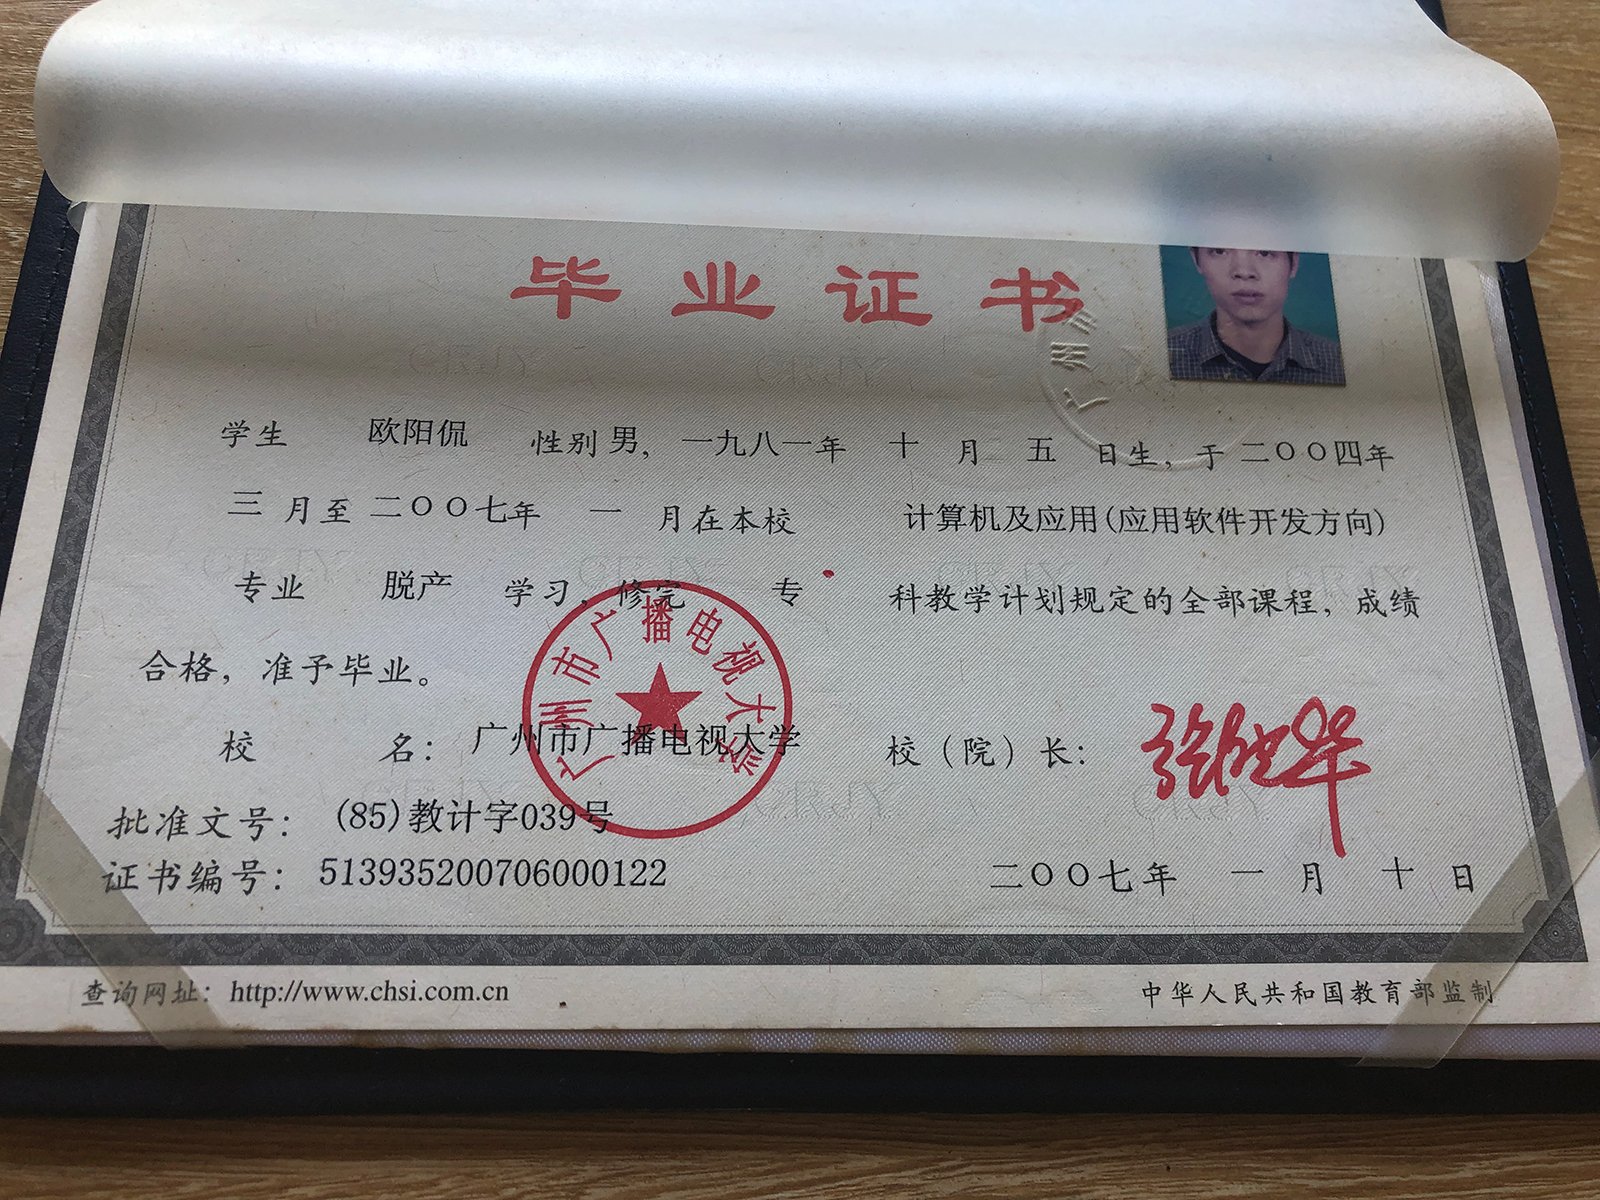 毕业证书
学生 欧阳侃 性别 男，一九八一年 十 月 五 日生，于 二〇〇四年
三 月至 二〇〇七年 一 月在本校 计算机及应用(应用软件开发方向)
专业 脱产 学习，修完 专 科教学计划规定的全部课程，成绩
合格，准予毕业。
广州市广播电视大学
校 名：广州市广播电视大学 校（院）长：
批准文号：(85)教计字039号
证书编号：513935200706000122 二〇〇七年 一 月 十 日
查询网址：http://www.chsi.com.cn 中华人民共和国教育部监制